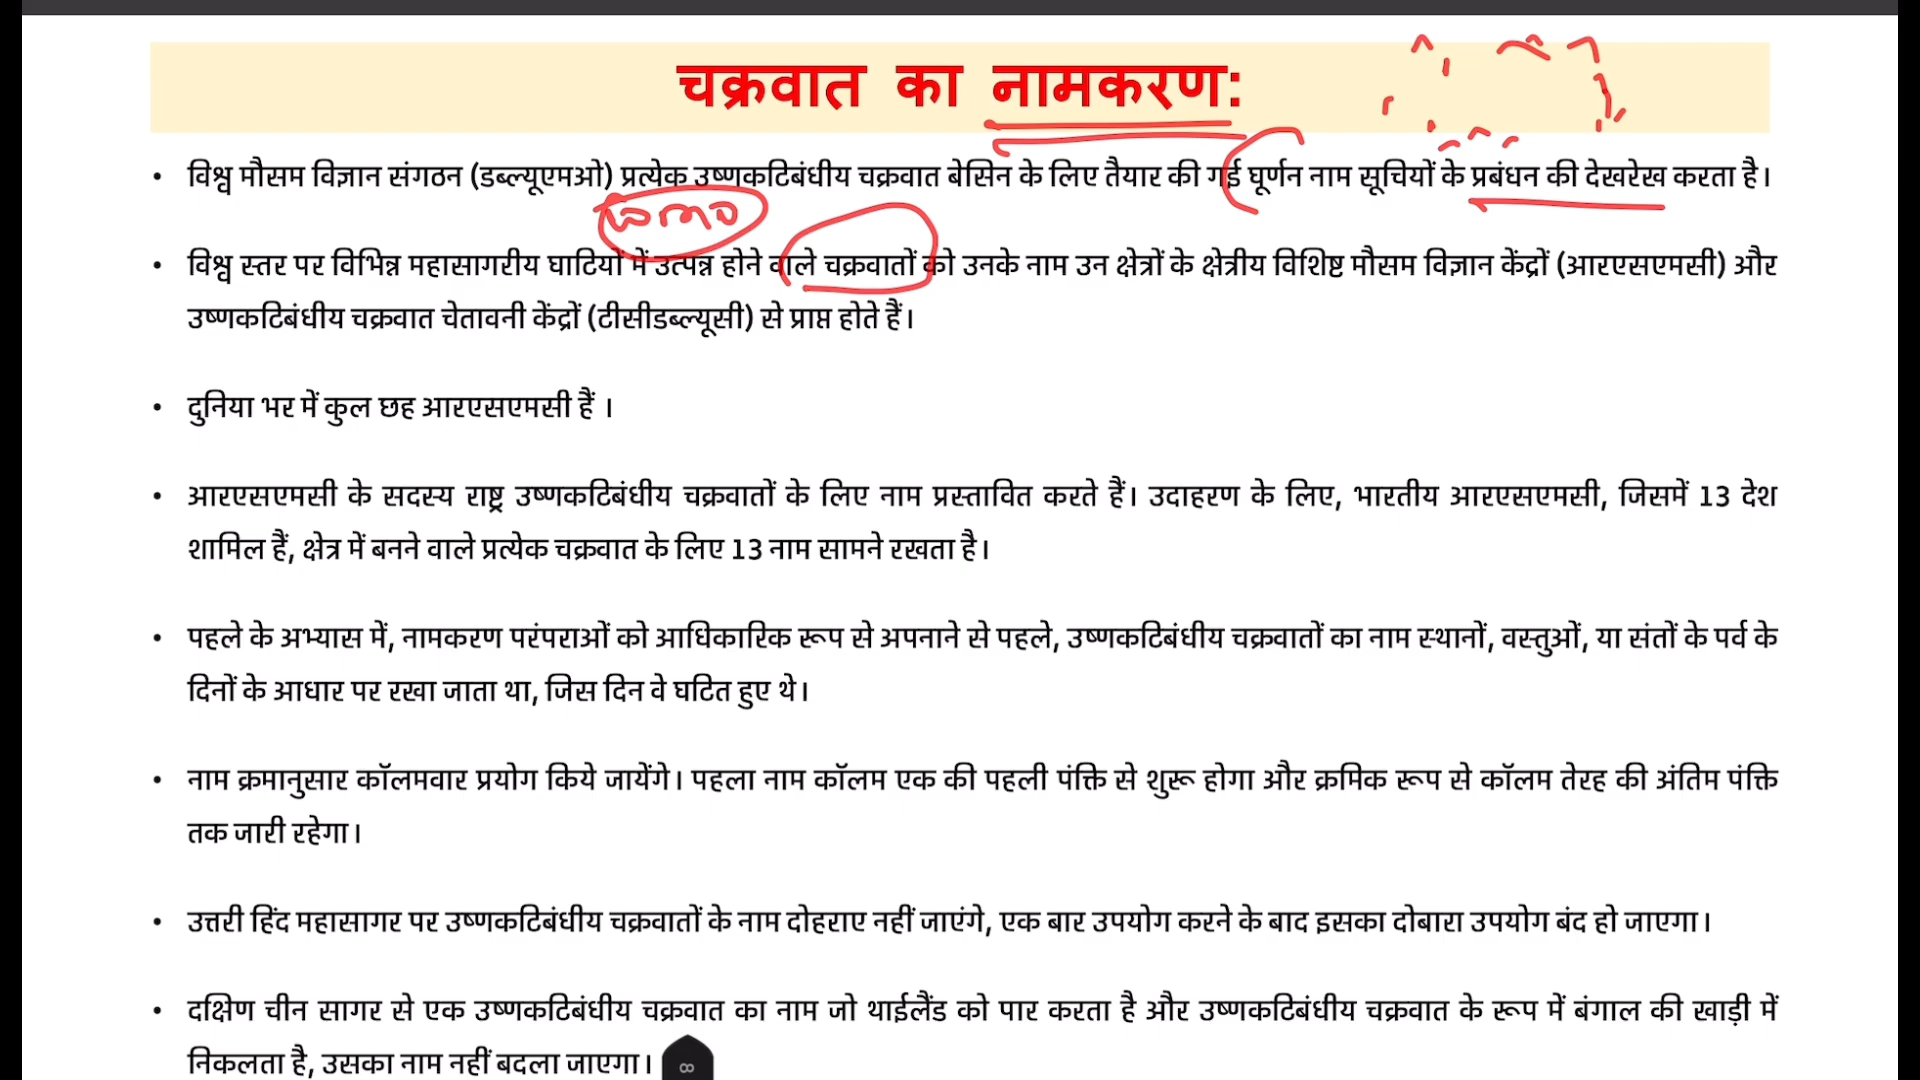 चक्रवात का नामकरण:
• विश्व मौसम विज्ञान संगठन (डब्ल्यूएमओ) प्रत्येक उष्णकटिबंधीय चक्रवात बेसिन के लिए तैयार की गई घूर्णन नाम सूचियों के प्रबंधन की देखरेख करता है।
• विश्व स्तर पर विभिन्न महासागरीय घाटियों में उत्पन्न होने वाले चक्रवातों को उनके नाम उन क्षेत्रों के क्षेत्रीय विशिष्ट मौसम विज्ञान केंद्रों (आरएसएमसी) और
उष्णकटिबंधीय चक्रवात चेतावनी केंद्रों (टीसीडब्ल्यूसी) से प्राप्त होते हैं।
• दुनिया भर में कुल छह आरएसएमसी हैं ।
• आरएसएमसी के सदस्य राष्ट्र उष्णकटिबंधीय चक्रवातों के लिए नाम प्रस्तावित करते हैं। उदाहरण के लिए, भारतीय आरएसएमसी, जिसमें 13 देश
शामिल हैं, क्षेत्र में बनने वाले प्रत्येक चक्रवात के लिए 13 नाम सामने रखता है।
• पहले के अभ्यास में, नामकरण परंपराओं को आधिकारिक रूप से अपनाने से पहले, उष्णकटिबंधीय चक्रवातों का नाम स्थानों, वस्तुओं, या संतों के पर्व के
दिनों के आधार पर रखा जाता था, जिस दिन वे घटित हुए थे।
• नाम क्रमानुसार कॉलमवार प्रयोग किये जायेंगे। पहला नाम कॉलम एक की पहली पंक्ति से शुरू होगा और क्रमिक रूप से कॉलम तेरह की अंतिम पंक्ति
तक जारी रहेगा।
• उत्तरी हिंद महासागर पर उष्णकटिबंधीय चक्रवातों के नाम दोहराए नहीं जाएंगे, एक बार उपयोग करने के बाद इसका दोबारा उपयोग बंद हो जाएगा।
• दक्षिण चीन सागर से एक उष्णकटिबंधीय चक्रवात का नाम जो थाईलैंड को पार करता है और उष्णकटिबंधीय चक्रवात के रूप में बंगाल की खाड़ी में
निकलता है, उसका नाम नहीं बदला जाएगा।